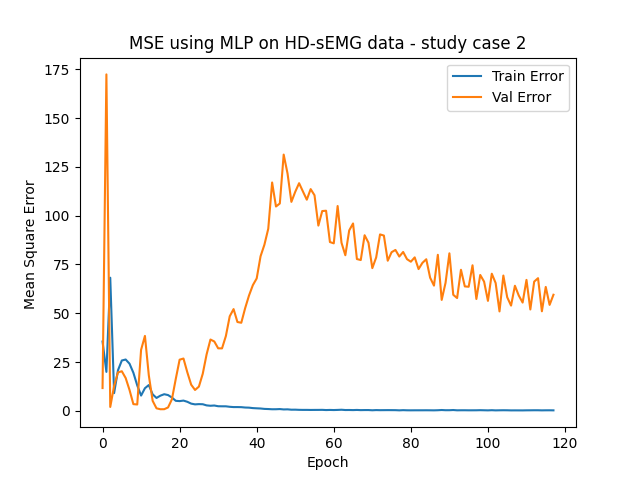 MSE using MLP on HD-sEMG data - study case 2
Train Error
Val Error
Mean Square Error
175
150
125
100
75
50
25
0
0 20 40 60 80 100 120
Epoch